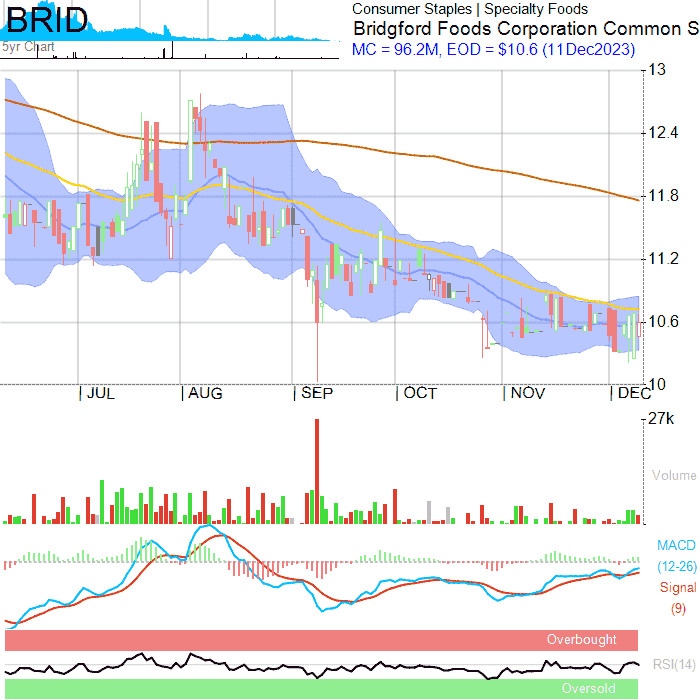 BRID
5yr Chart
Consumer Staples | Specialty Foods
Bridgford Foods Corporation Common S
MC = 96.2M, EOD = $10.6 (11Dec2023)
13
12.4
11.8
11.2
10.6
10
JUL AUG SEP OCT NOV DEC
27k
Volume
MACD
(12-26)
Signal
(9)
Overbought
RSI(14)
Oversold